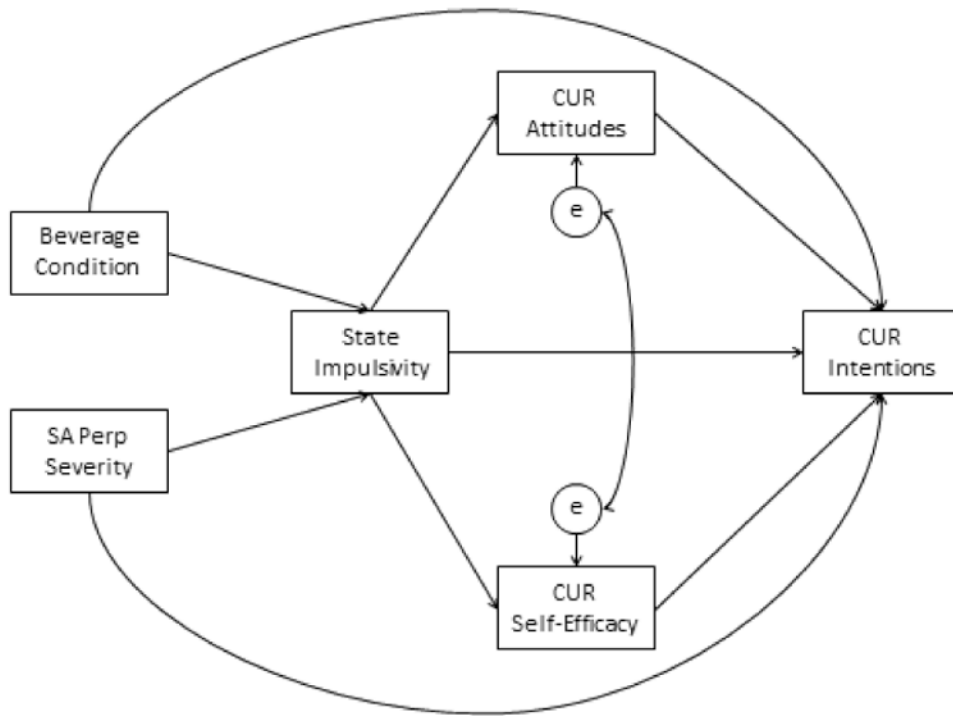 CUR
Attitudes
e
Beverage
Condition
State
Impulsivity
CUR
Intentions
SA Perp
Severity
e
CUR
Self-Efficacy